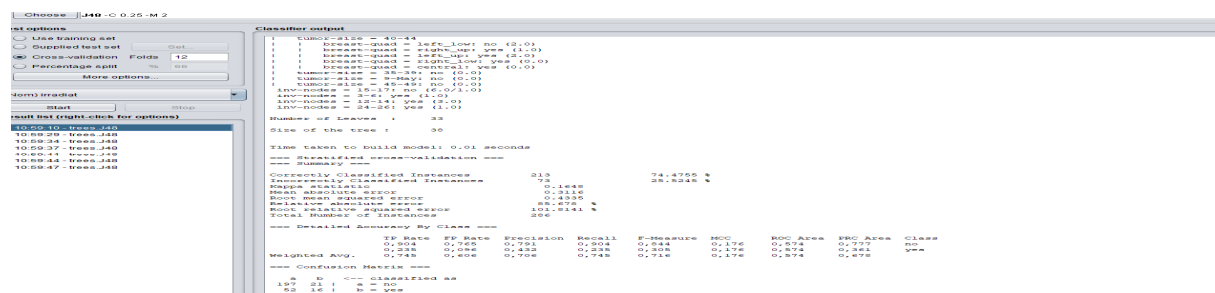 Choose J48 -C 0.25 -M 2
st options
Use training set
Supplied test set Set...
Cross-validation Folds 12
Percentage split % 66
More options...
Nom) irradiat
Start Stop
sult list (right-click for options)
10:59:10 - trees.J48
10:59:29 - trees.J48
10:59:34 - trees.J48
10:59:37 - trees.J48
trees.J48
10:59:44 - trees.J48
10:59:47 - trees.J48
Classifier output
| tumor-size = 40-44
| | breast-quad = left_low: no (2.0)
| | breast-quad = right_up: yes (1.0)
| | breast-quad = left_up: yes (2.0)
| | breast-quad = right_low: yes (0.0)
| | breast-quad = central: yes (0.0)
| tumor-size = 35-39: no (0.0)
| tumor-size = 9-May: no (0.0)
| tumor-size = 45-49: no (0.0)
inv-nodes = 15-17: no (6.0/1.0)
inv-nodes = 3-6: yes (1.0)
inv-nodes = 12-14: yes (3.0)
inv-nodes = 24-26: yes (1.0)
Number of Leaves : 33
Size of the tree : 38
Time taken to build model: 0.01 seconds
=== Stratified cross-validation ===
=== Summary ===
Correctly Classified Instances 213 74.4755 %
Incorrectly Classified Instances 73 25.5245 %
Kappa statistic 0.1648
Mean absolute error 0.3116
Root mean squared error 0.4335
Relative absolute error 85.678 %
Root relative squared error 101.8141 %
Total Number of Instances 286
=== Detailed Accuracy By Class ===
TP Rate FP Rate Precision Recall F-Measure MCC ROC Area PRC Area Class
0,904 0,765 0,791 0,904 0,844 0,176 0,574 0,777 no
0,235 0,096 0,432 0,235 0,305 0,176 0,574 0,361 yes
Weighted Avg. 0,745 0,606 0,706 0,745 0,716 0,176 0,574 0,678
=== Confusion Matrix ===
a b <-- classified as
197 21 | a = no
52 16 | b = yes